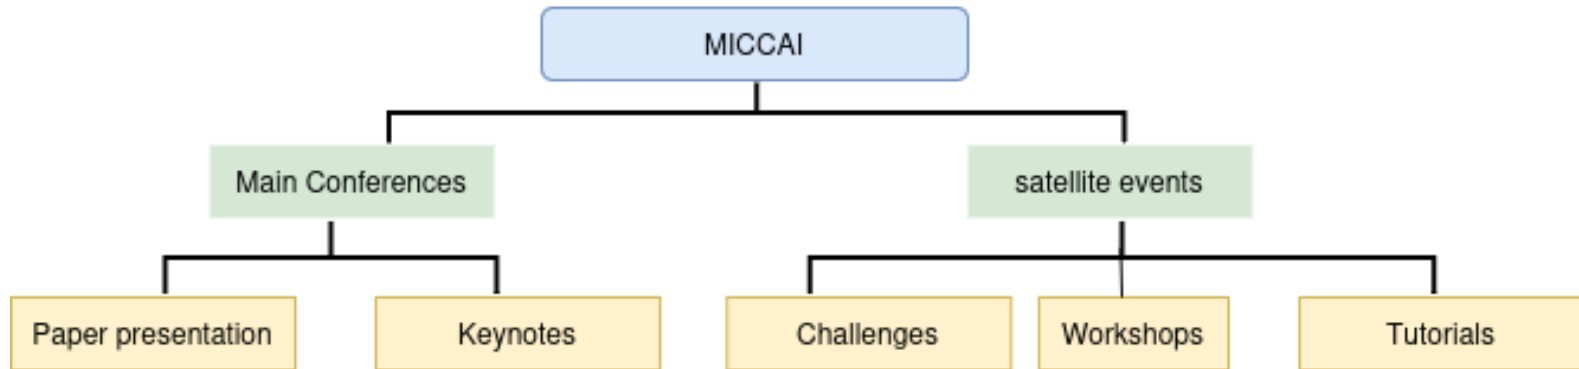 MICCAI
Main Conferences
satellite events
Paper presentation
Keynotes
Challenges
Workshops
Tutorials